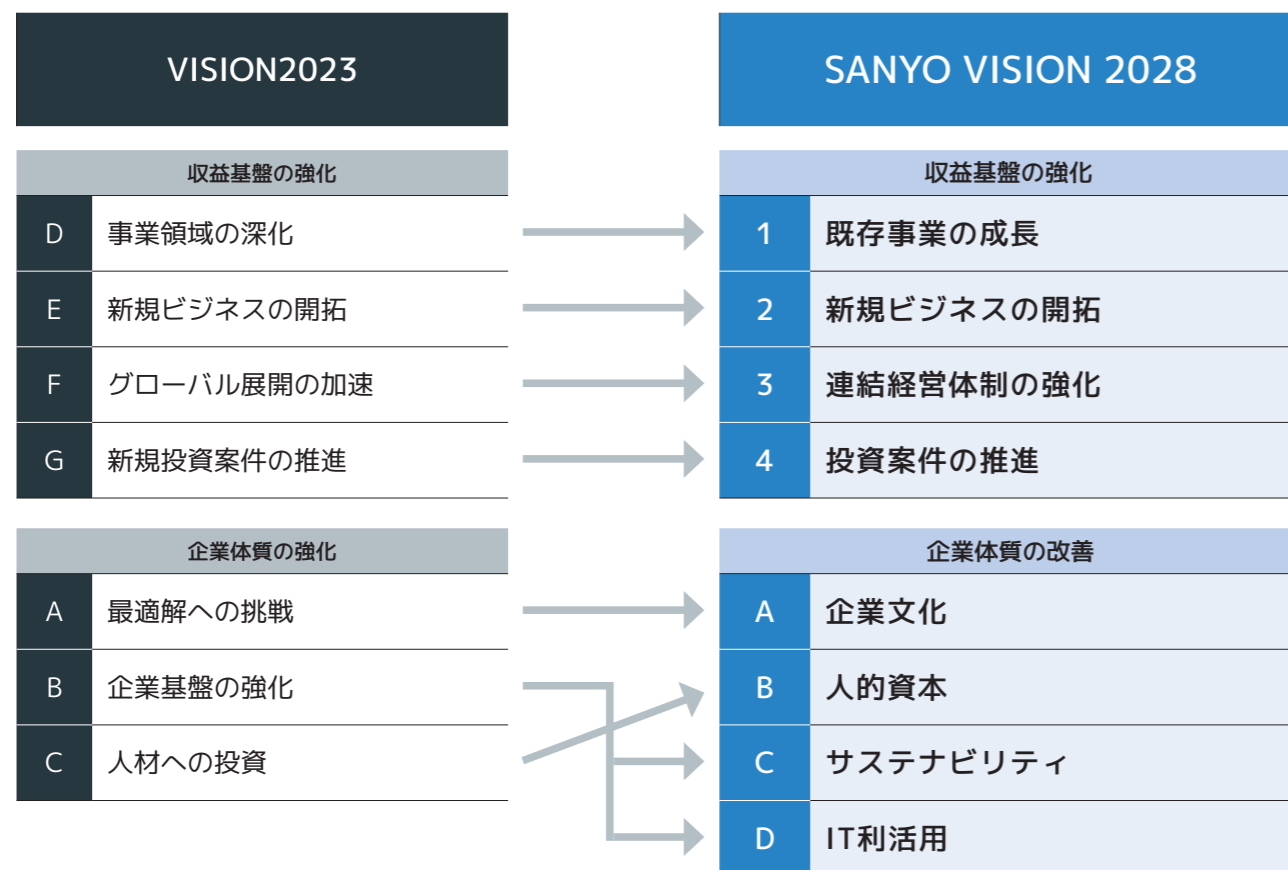 VISION2023
収益基盤の強化
D 事業領域の深化
E 新規ビジネスの開拓
F グローバル展開の加速
G 新規投資案件の推進
企業体質の強化
A 最適解への挑戦
B 企業基盤の強化
C 人材への投資
SANYO VISION 2028
収益基盤の強化
1 既存事業の成長
2 新規ビジネスの開拓
3 連結経営体制の強化
4 投資案件の推進
企業体質の改善
A 企業文化
B 人的資本
C サステナビリティ
D IT利活用